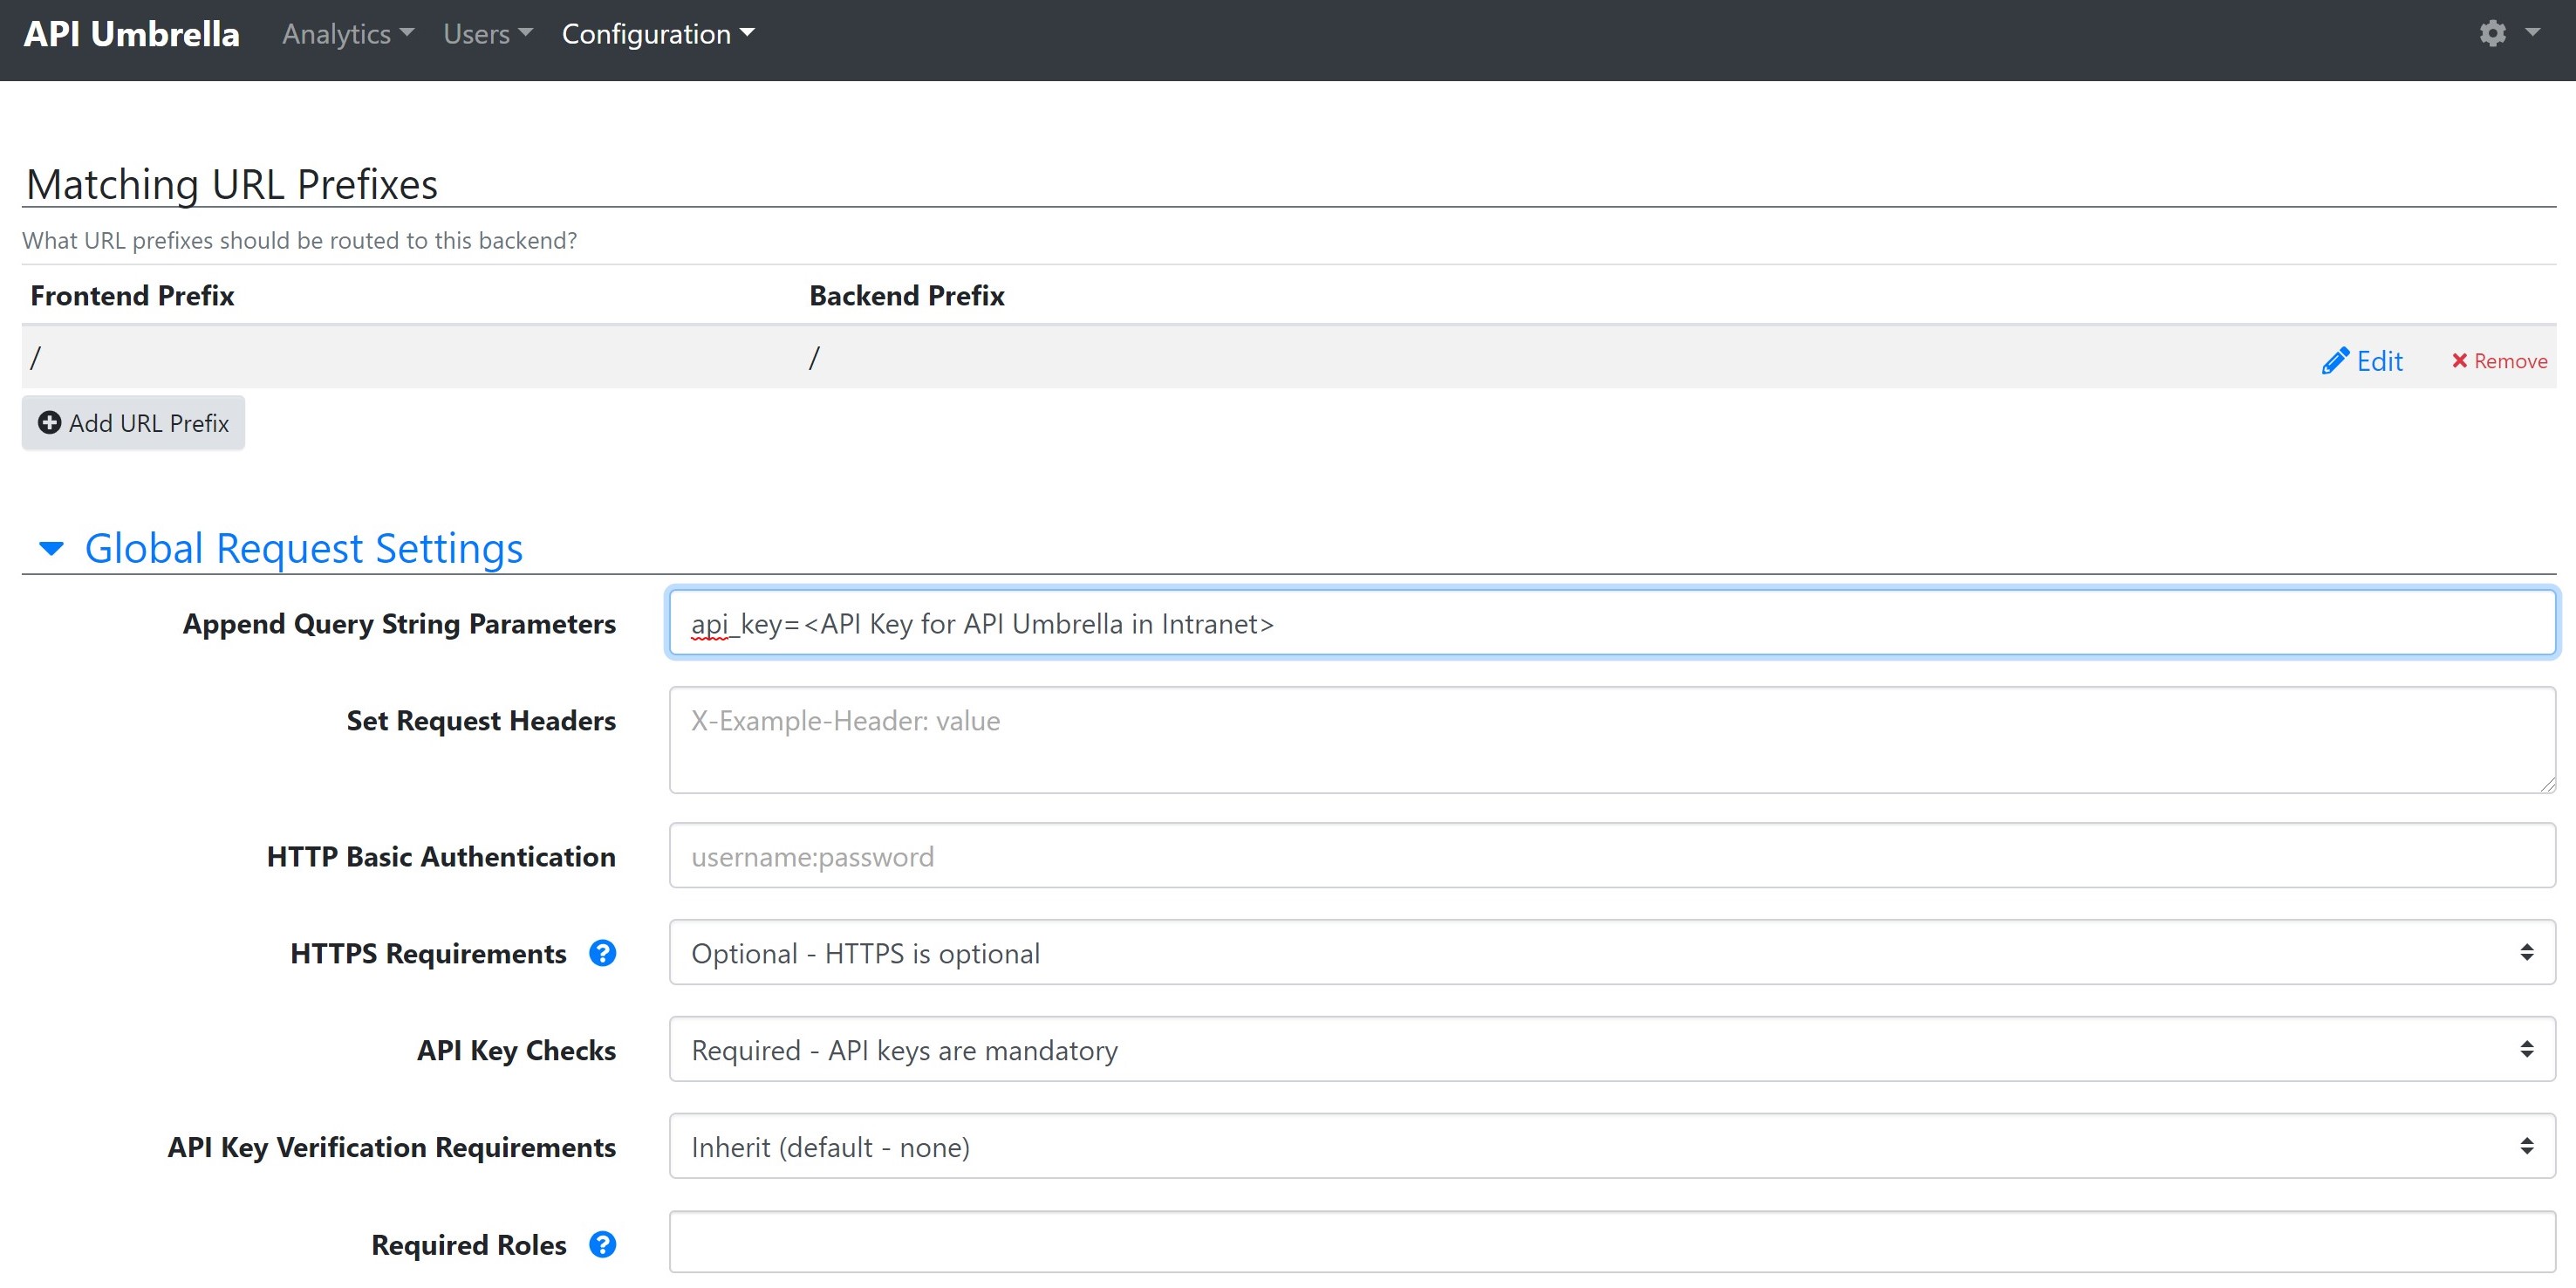 API Umbrella Analytics Users Configuration
Matching URL Prefixes
What URL prefixes should be routed to this backend?
Frontend Prefix Backend Prefix
/ / Edit Remove
Add URL Prefix
Global Request Settings
Append Query String Parameters api_key=<API Key for API Umbrella in Intranet>
Set Request Headers X-Example-Header: value
HTTP Basic Authentication username:password
HTTPS Requirements ? Optional - HTTPS is optional
API Key Checks Required - API keys are mandatory
API Key Verification Requirements Inherit (default - none)
Required Roles ?